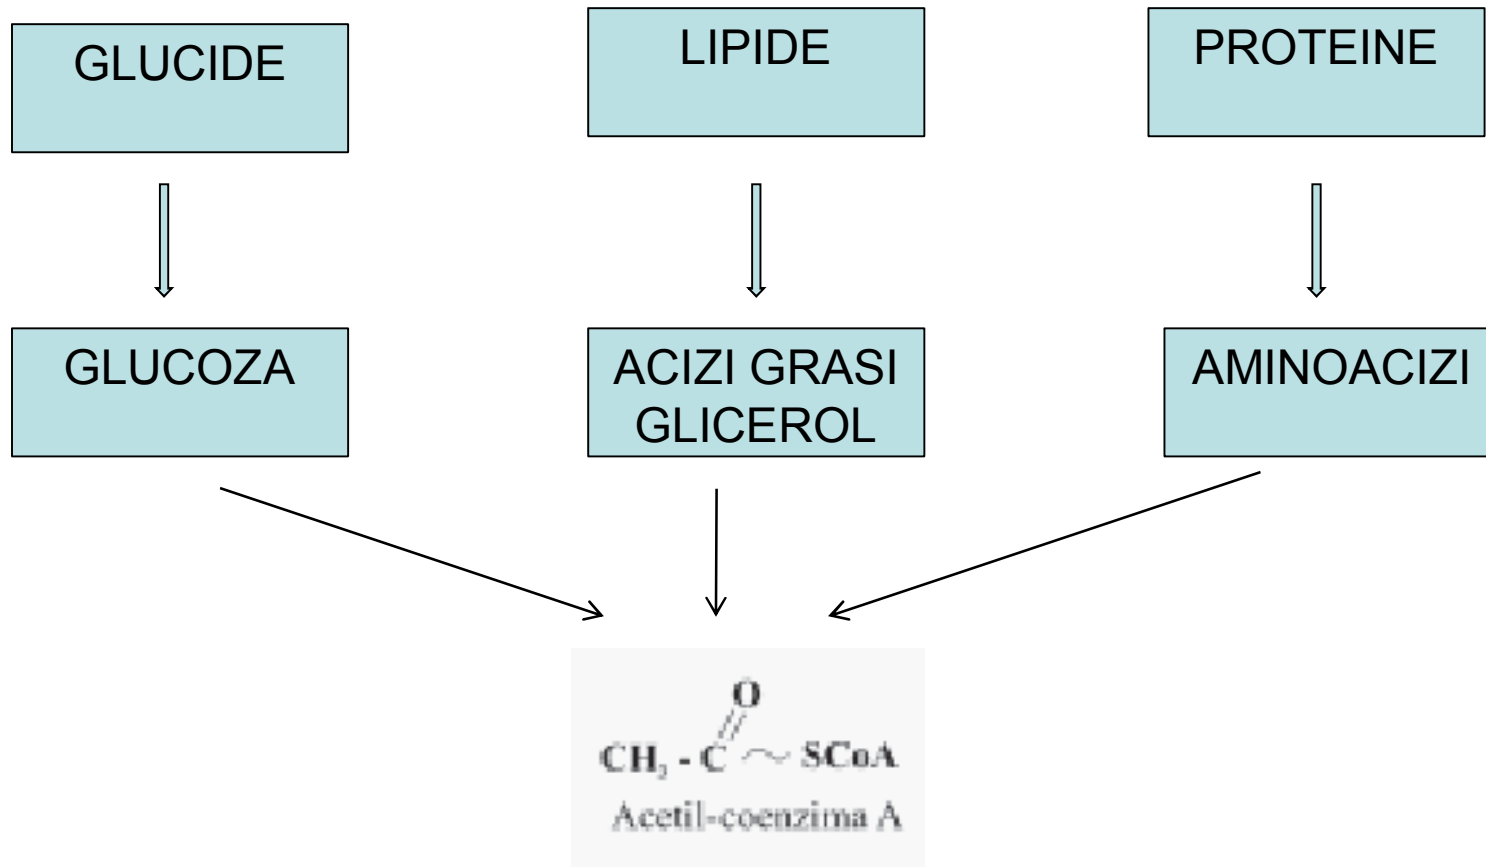 GLUCIDE
LIPIDE
PROTEINE
GLUCOZA
ACIZI GRASI
GLICEROL
AMINOACIZI
O
CH₃ - C ~ SCoA
Acetil-coenzima A